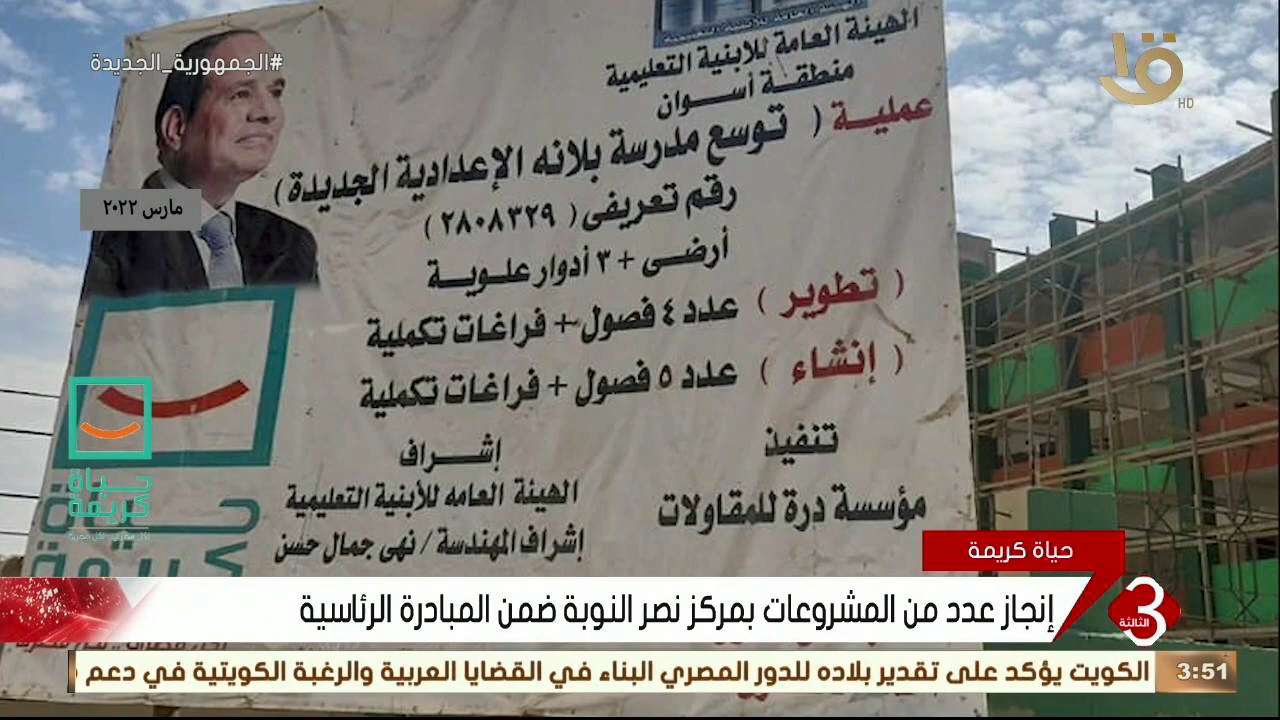 #الجمهورية_الجديدة
HD
مارس ٢٠٢٢
الهيئة العامة للأبنية التعليمية
منطقة أسوان
عملية ( توسع مدرسة بلانه الإعدادية الجديدة )
رقم تعريفى ( ٢٨٠٨٣٢٩ )
أرضى + ٣ أدوار علوية
( تطوير ) عدد ٤ فصول + فراغات تكملية
( إنشاء ) عدد ٥ فصول + فراغات تكملية
تنفيذ
مؤسسة درة للمقاولات
إشراف
الهيئة العامه للأبنية التعليمية
إشراف المهندسة / نهى جمال حسن
حياة
كريمة
حياة
كريمة
حياة كريمة
إنجاز عدد من المشروعات بمركز نصر النوبة ضمن المبادرة الرئاسية
3
الثالثة
3:51
الكويت يؤكد على تقدير بلاده للدور المصري البناء في القضايا العربية والرغبة الكويتية في دعم